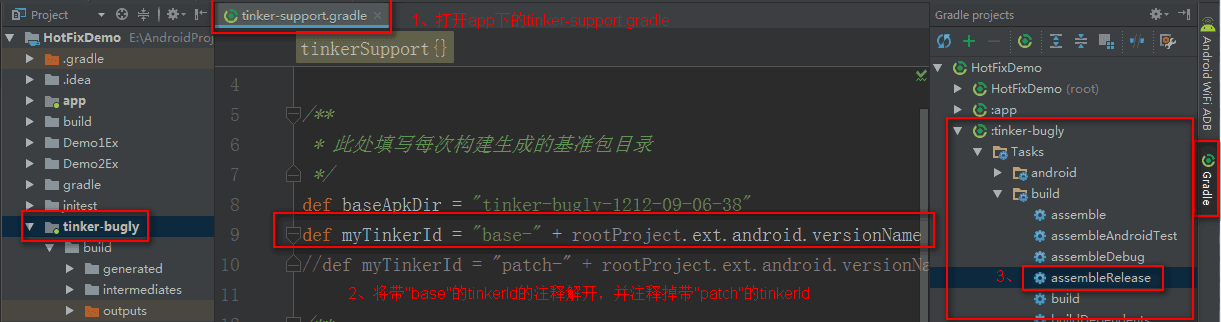 Project
HotFixDemo E:\AndroidProj
.gradle
.idea
app
build
Demo1Ex
Demo2Ex
gradle
jnitest
tinker-bugly
build
generated
intermediates
outputs
tinker-support.gradle ×
1、打开app下的tinker-support.gradle
tinkerSupport{}
4
5 /**
6 * 此处填写每次构建生成的基准包目录
7 */
8 def baseApkDir = "tinker-bugly-1212-09-06-38"
9 def myTinkerId = "base-" + rootProject.ext.android.versionName
10 //def myTinkerId = "patch-" + rootProject.ext.android.versionNa
11
2、将带"base"的tinkerId的注释解开，并注释掉带"patch"的tinkerId
Gradle projects
HotFixDemo
HotFixDemo (root)
:app
:tinker-bugly
Tasks
android
build
assemble
assembleAndroidTest
assembleDebug
3、 assembleRelease
build
Android WiFi ADB
Gradle